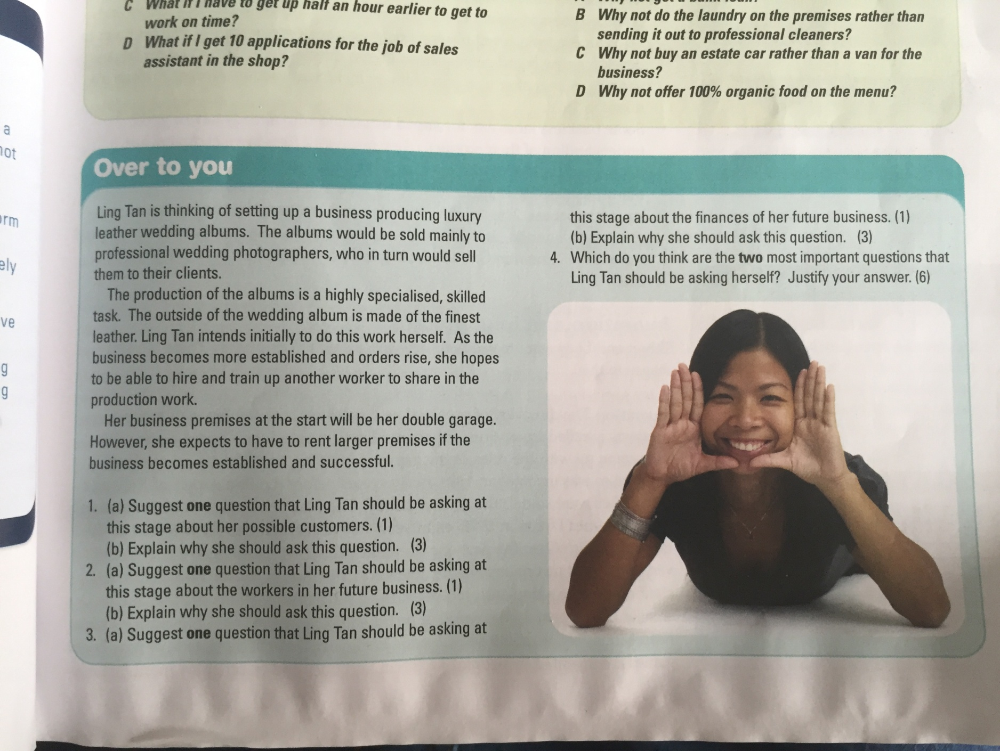 C What if I have to get up half an hour earlier to get to
work on time?
D What if I get 10 applications for the job of sales
assistant in the shop?
B Why not do the laundry on the premises rather than
sending it out to professional cleaners?
C Why not buy an estate car rather than a van for the
business?
D Why not offer 100% organic food on the menu?
a
not
orm
ely
ve
g
g
Over to you
Ling Tan is thinking of setting up a business producing luxury
leather wedding albums. The albums would be sold mainly to
professional wedding photographers, who in turn would sell
them to their clients.
The production of the albums is a highly specialised, skilled
task. The outside of the wedding album is made of the finest
leather. Ling Tan intends initially to do this work herself. As the
business becomes more established and orders rise, she hopes
to be able to hire and train up another worker to share in the
production work.
Her business premises at the start will be her double garage.
However, she expects to have to rent larger premises if the
business becomes established and successful.
1. (a) Suggest one question that Ling Tan should be asking at
this stage about her possible customers. (1)
(b) Explain why she should ask this question. (3)
2. (a) Suggest one question that Ling Tan should be asking at
this stage about the workers in her future business. (1)
(b) Explain why she should ask this question. (3)
3. (a) Suggest one question that Ling Tan should be asking at
this stage about the finances of her future business. (1)
(b) Explain why she should ask this question. (3)
4. Which do you think are the two most important questions that
Ling Tan should be asking herself? Justify your answer. (6)